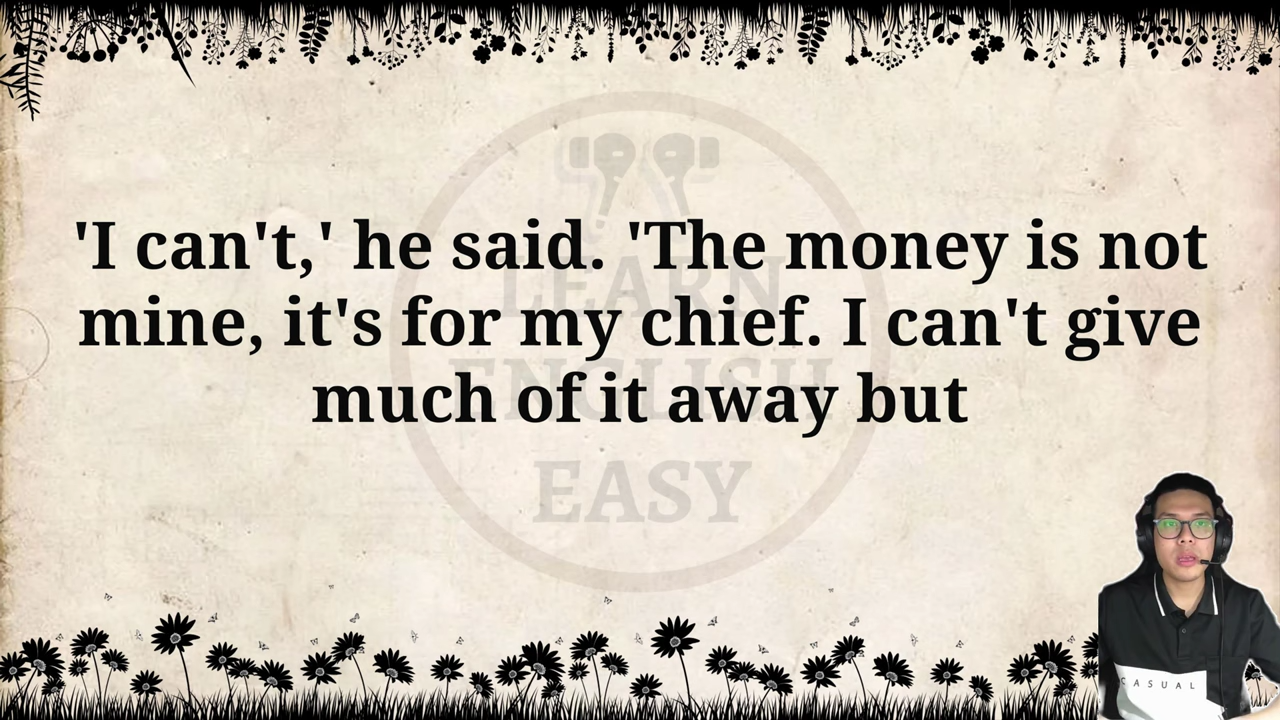 'I can't,' he said. 'The money is not
mine, it's for my chief. I can't give
much of it away but
LEARN
ENGLISH
EASY
CASUAL